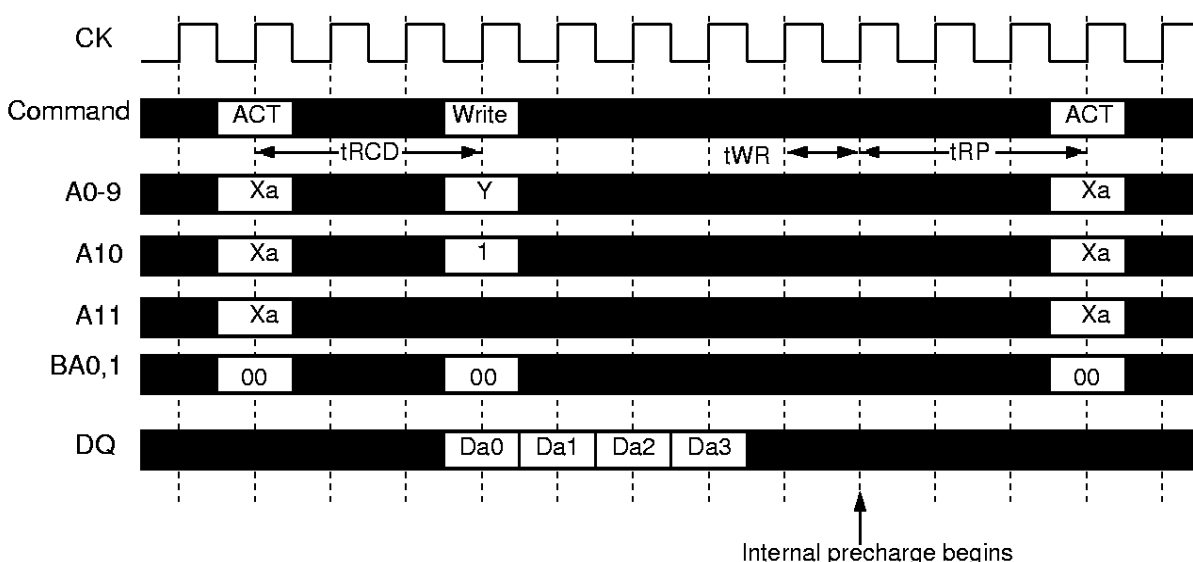 CK
Command ACT Write ACT
tRCD tWR tRP
A0-9 Xa Y Xa
A10 Xa 1 Xa
A11 Xa Xa
BA0,1 00 00 00
DQ Da0 Da1 Da2 Da3
Internal precharge begins